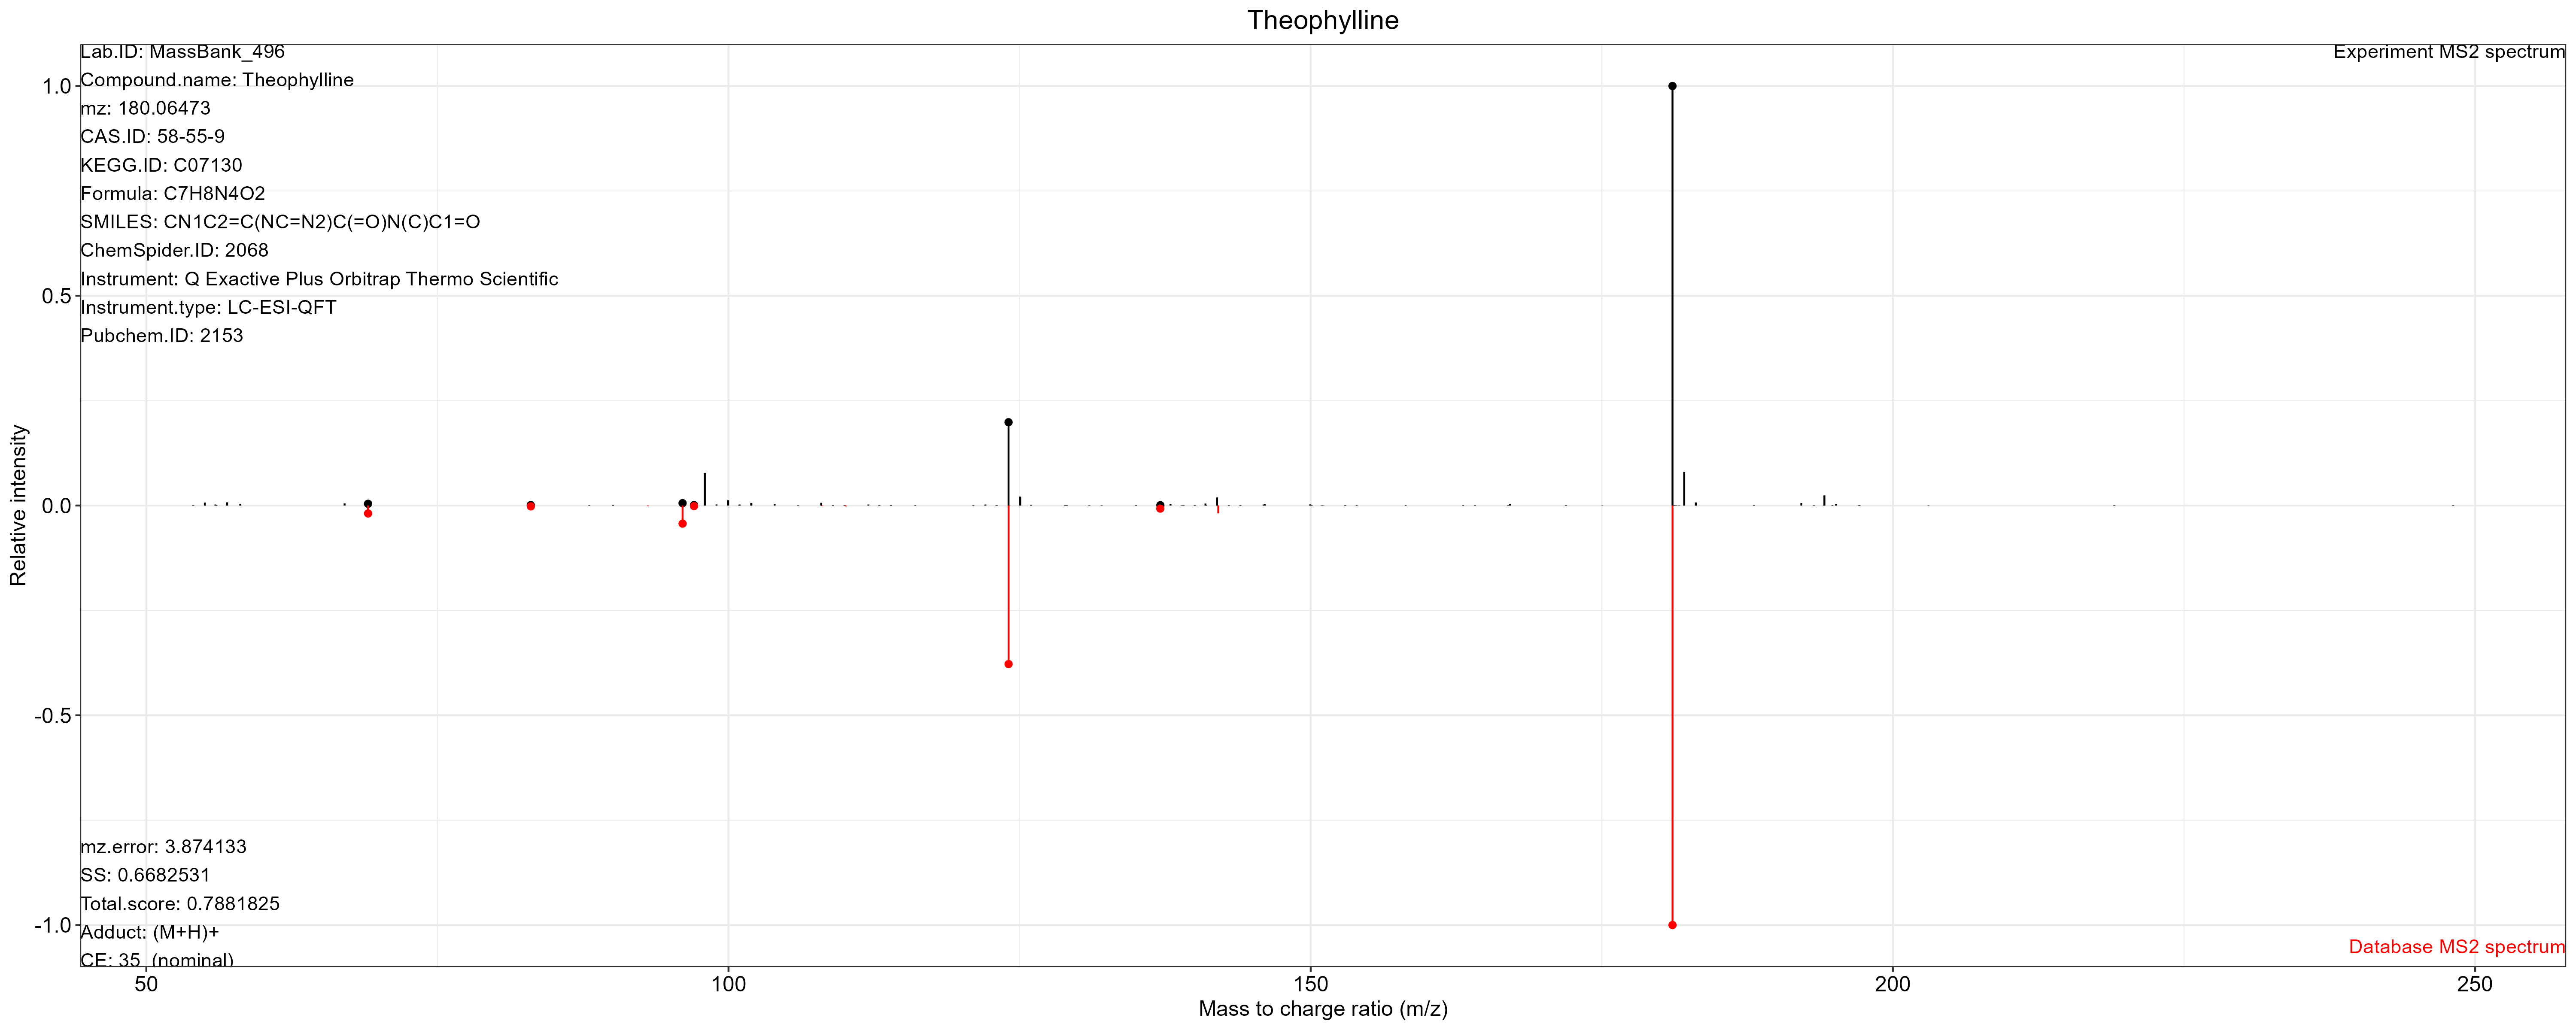 Theophylline
Lab.ID: MassBank_496
Experiment MS2 spectrum
Compound.name: Theophylline
mz: 180.06473
CAS.ID: 58-55-9
KEGG.ID: C07130
Formula: C7H8N4O2
SMILES: CN1C2=C(NC=N2)C(=O)N(C)C1=O
ChemSpider.ID: 2068
Instrument: Q Exactive Plus Orbitrap Thermo Scientific
Instrument.type: LC-ESI-QFT
Pubchem.ID: 2153
1.0
0.5
0.0
-0.5
-1.0
Relative intensity
mz.error: 3.874133
SS: 0.6682531
Total.score: 0.7881825
Adduct: (M+H)+
CE: 35  (nominal)
Database MS2 spectrum
50
100
150
200
250
Mass to charge ratio (m/z)